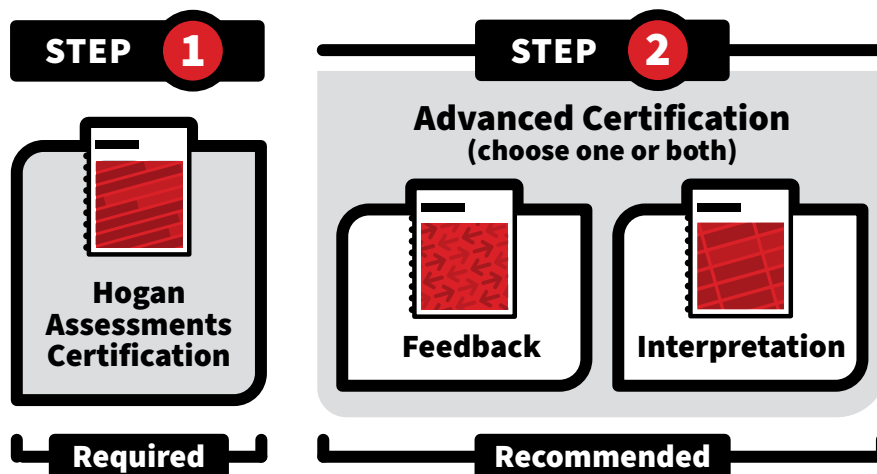 STEP 1
Hogan
Assessments
Certification
Required
STEP 2
Advanced Certification
(choose one or both)
Feedback
Interpretation
Recommended